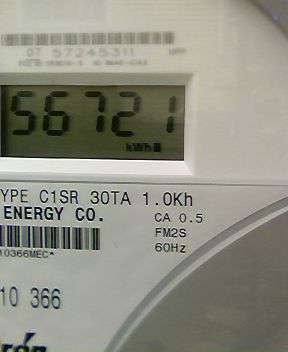 07 57245311
56721
kWh
YPE C1SR 30TA 1.0Kh
ENERGY CO.
CA 0.5
FM2S
60Hz
10366MEC*
10 366
rón